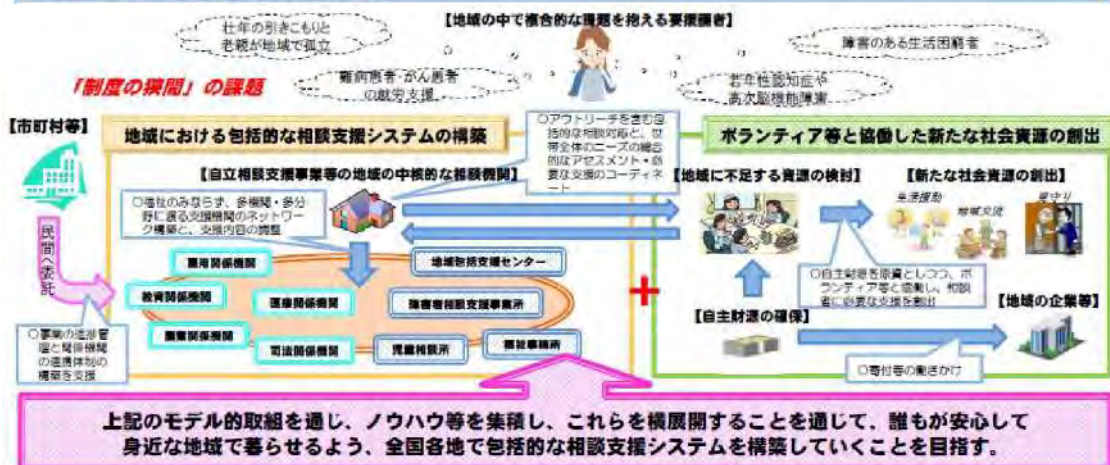 【地域の中で複合的な課題を抱える要援護者】
壮年の引きこもりと
老親が地域で孤立
障害のある生活困窮者
難病患者・がん患者
の就労支援
若年性認知症や
高次脳機能障害
「制度の狭間」の課題
【市町村等】
地域における包括的な相談支援システムの構築
○アウトリーチを含む包
括的な相談対応と、世
帯全体のニーズの総合
的なアセスメント・必
要な支援のコーディネ
ート
ボランティア等と協働した新たな社会資源の創出
【自立相談支援事業等の地域の中核的な相談機関】
【地域に不足する資源の検討】
【新たな社会資源の創出】
生活援助
地域交流
見守り
○福祉のみならず、多機関・多分
野に渡る支援機関のネットワー
ク構築と、支援内容の調整
民間へ委託
雇用関係機関
地域包括支援センター
教育関係機関
医療関係機関
障害者相談支援事業所
農業関係機関
司法関係機関
児童相談所
福祉事務所
○事業の進捗管
理と関係機関
の連携体制の
構築を支援
+
○自主財源を原資としつつ、ボ
ランティア等と協働し、相談
者に必要な支援を創出
【自主財源の確保】
【地域の企業等】
○寄付等の働きかけ
上記のモデル的取組を通じ、ノウハウ等を集積し、これらを横展開することを通じて、誰もが安心して
身近な地域で暮らせるよう、全国各地で包括的な相談支援システムを構築していくことを目指す。